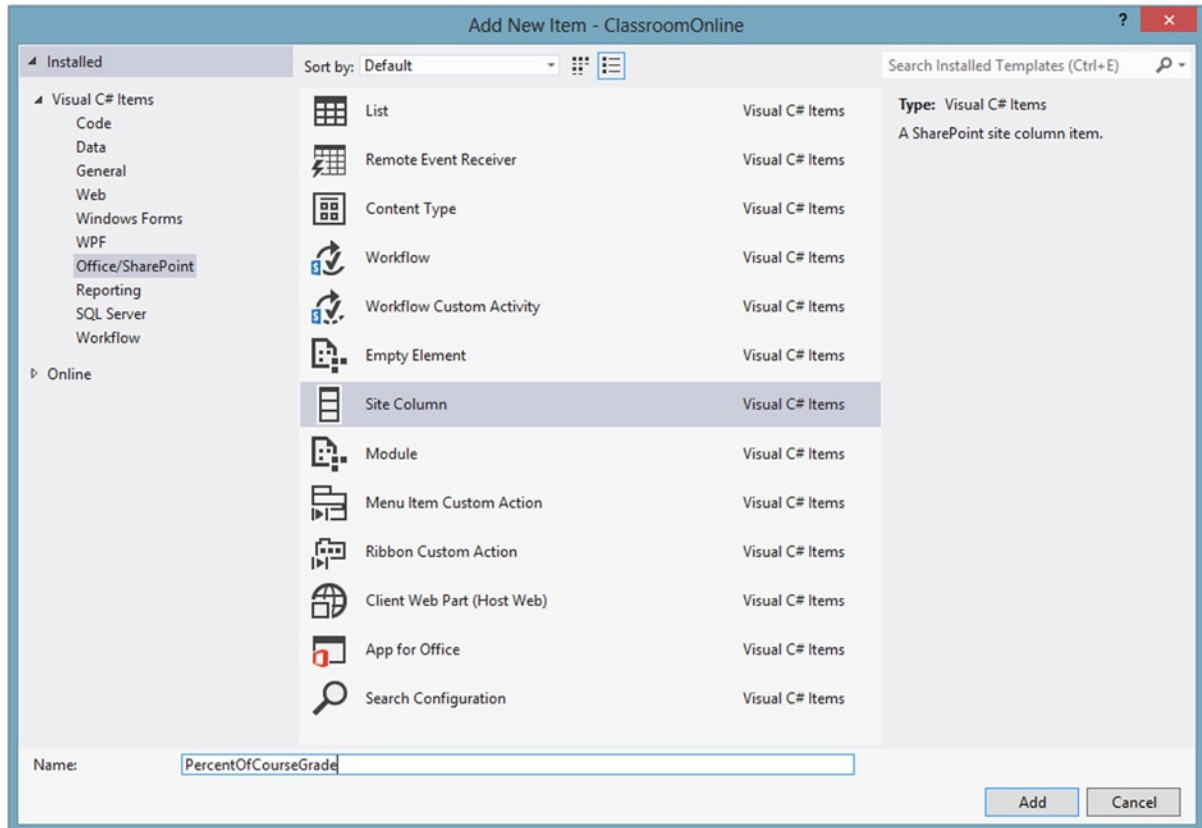 Add New Item - ClassroomOnline
?
Installed
Sort by: Default
Search Installed Templates (Ctrl+E)
Visual C# Items
Code
Data
General
Web
Windows Forms
WPF
Office/SharePoint
Reporting
SQL Server
Workflow
Online
List Visual C# Items
Remote Event Receiver Visual C# Items
Content Type Visual C# Items
Workflow Visual C# Items
Workflow Custom Activity Visual C# Items
Empty Element Visual C# Items
Site Column Visual C# Items
Module Visual C# Items
Menu Item Custom Action Visual C# Items
Ribbon Custom Action Visual C# Items
Client Web Part (Host Web) Visual C# Items
App for Office Visual C# Items
Search Configuration Visual C# Items
Type: Visual C# Items
A SharePoint site column item.
Name: PercentOfCourseGrade
Add Cancel